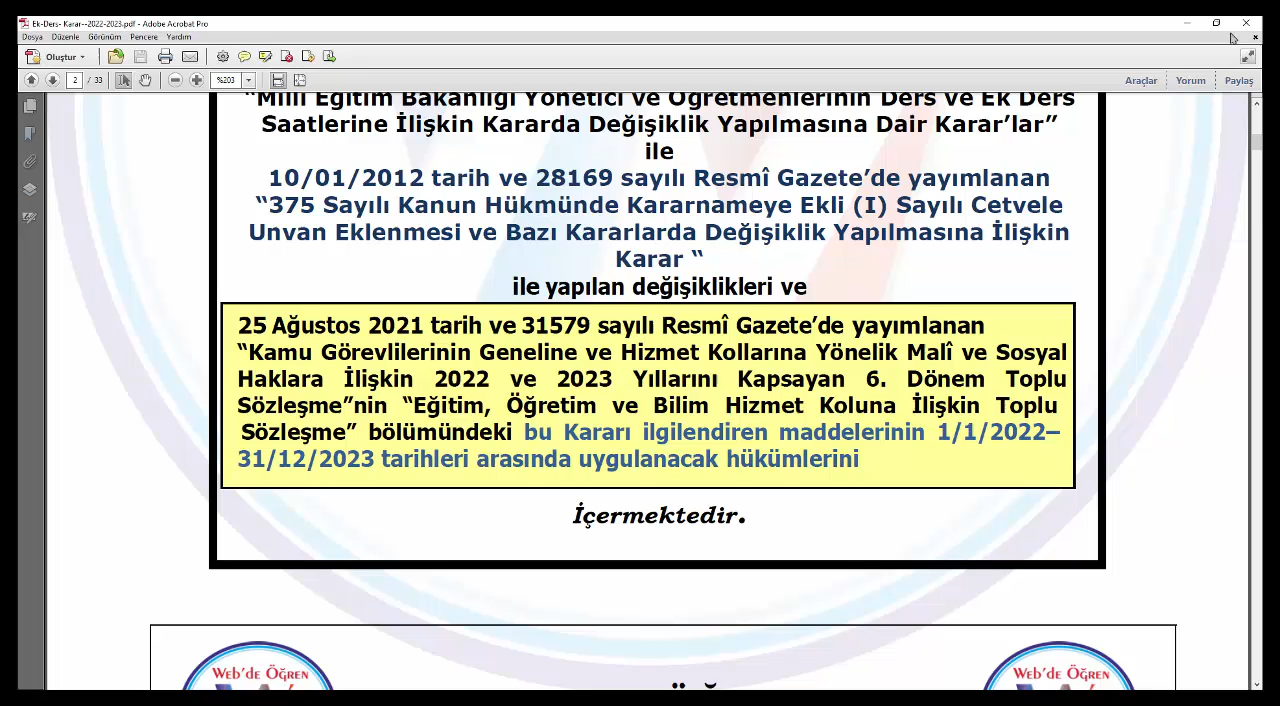 Ek-Ders- Karar--2022-2023.pdf - Adobe Acrobat Pro
Dosya Düzenle Görünüm Pencere Yardım
Oluştur
2 / 33 %203 Araçlar Yorum Paylaş
“Millî Eğitim Bakanlığı Yönetici ve Öğretmenlerinin Ders ve Ek Ders
Saatlerine İlişkin Kararda Değişiklik Yapılmasına Dair Karar’lar”
ile
10/01/2012 tarih ve 28169 sayılı Resmî Gazete’de yayımlanan
“375 Sayılı Kanun Hükmünde Kararnameye Ekli (I) Sayılı Cetvele
Unvan Eklenmesi ve Bazı Kararlarda Değişiklik Yapılmasına İlişkin
Karar “
ile yapılan değişiklikleri ve
25 Ağustos 2021 tarih ve 31579 sayılı Resmî Gazete’de yayımlanan
“Kamu Görevlilerinin Geneline ve Hizmet Kollarına Yönelik Malî ve Sosyal
Haklara İlişkin 2022 ve 2023 Yıllarını Kapsayan 6. Dönem Toplu
Sözleşme”nin “Eğitim, Öğretim ve Bilim Hizmet Koluna İlişkin Toplu
Sözleşme” bölümündeki bu Kararı ilgilendiren maddelerinin 1/1/2022–
31/12/2023 tarihleri arasında uygulanacak hükümlerini
İçermektedir.
Web’de Öğren Web’de Öğren